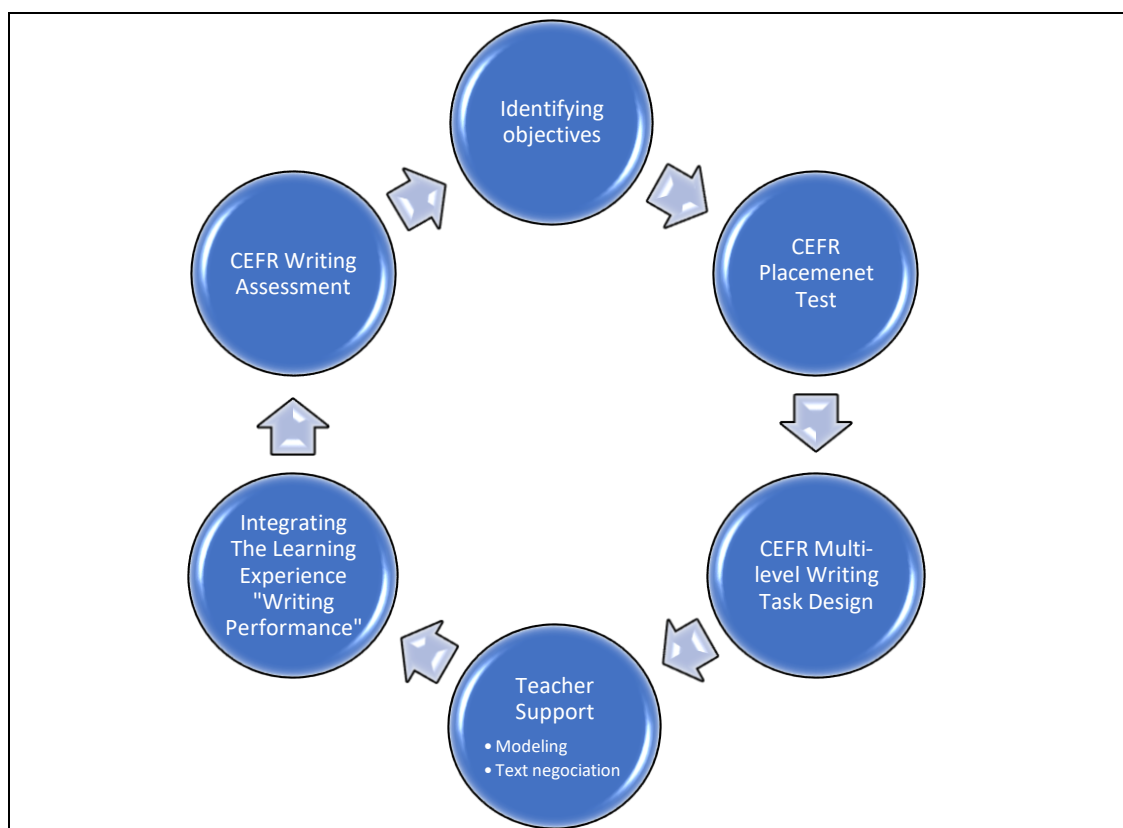 Identifying
objectives
CEFR
Placemenet
Test
CEFR Multi-
level Writing
Task Design
Teacher
Support
• Modeling
• Text negociation
Integrating
The Learning
Experience
"Writing
Performance"
CEFR Writing
Assessment